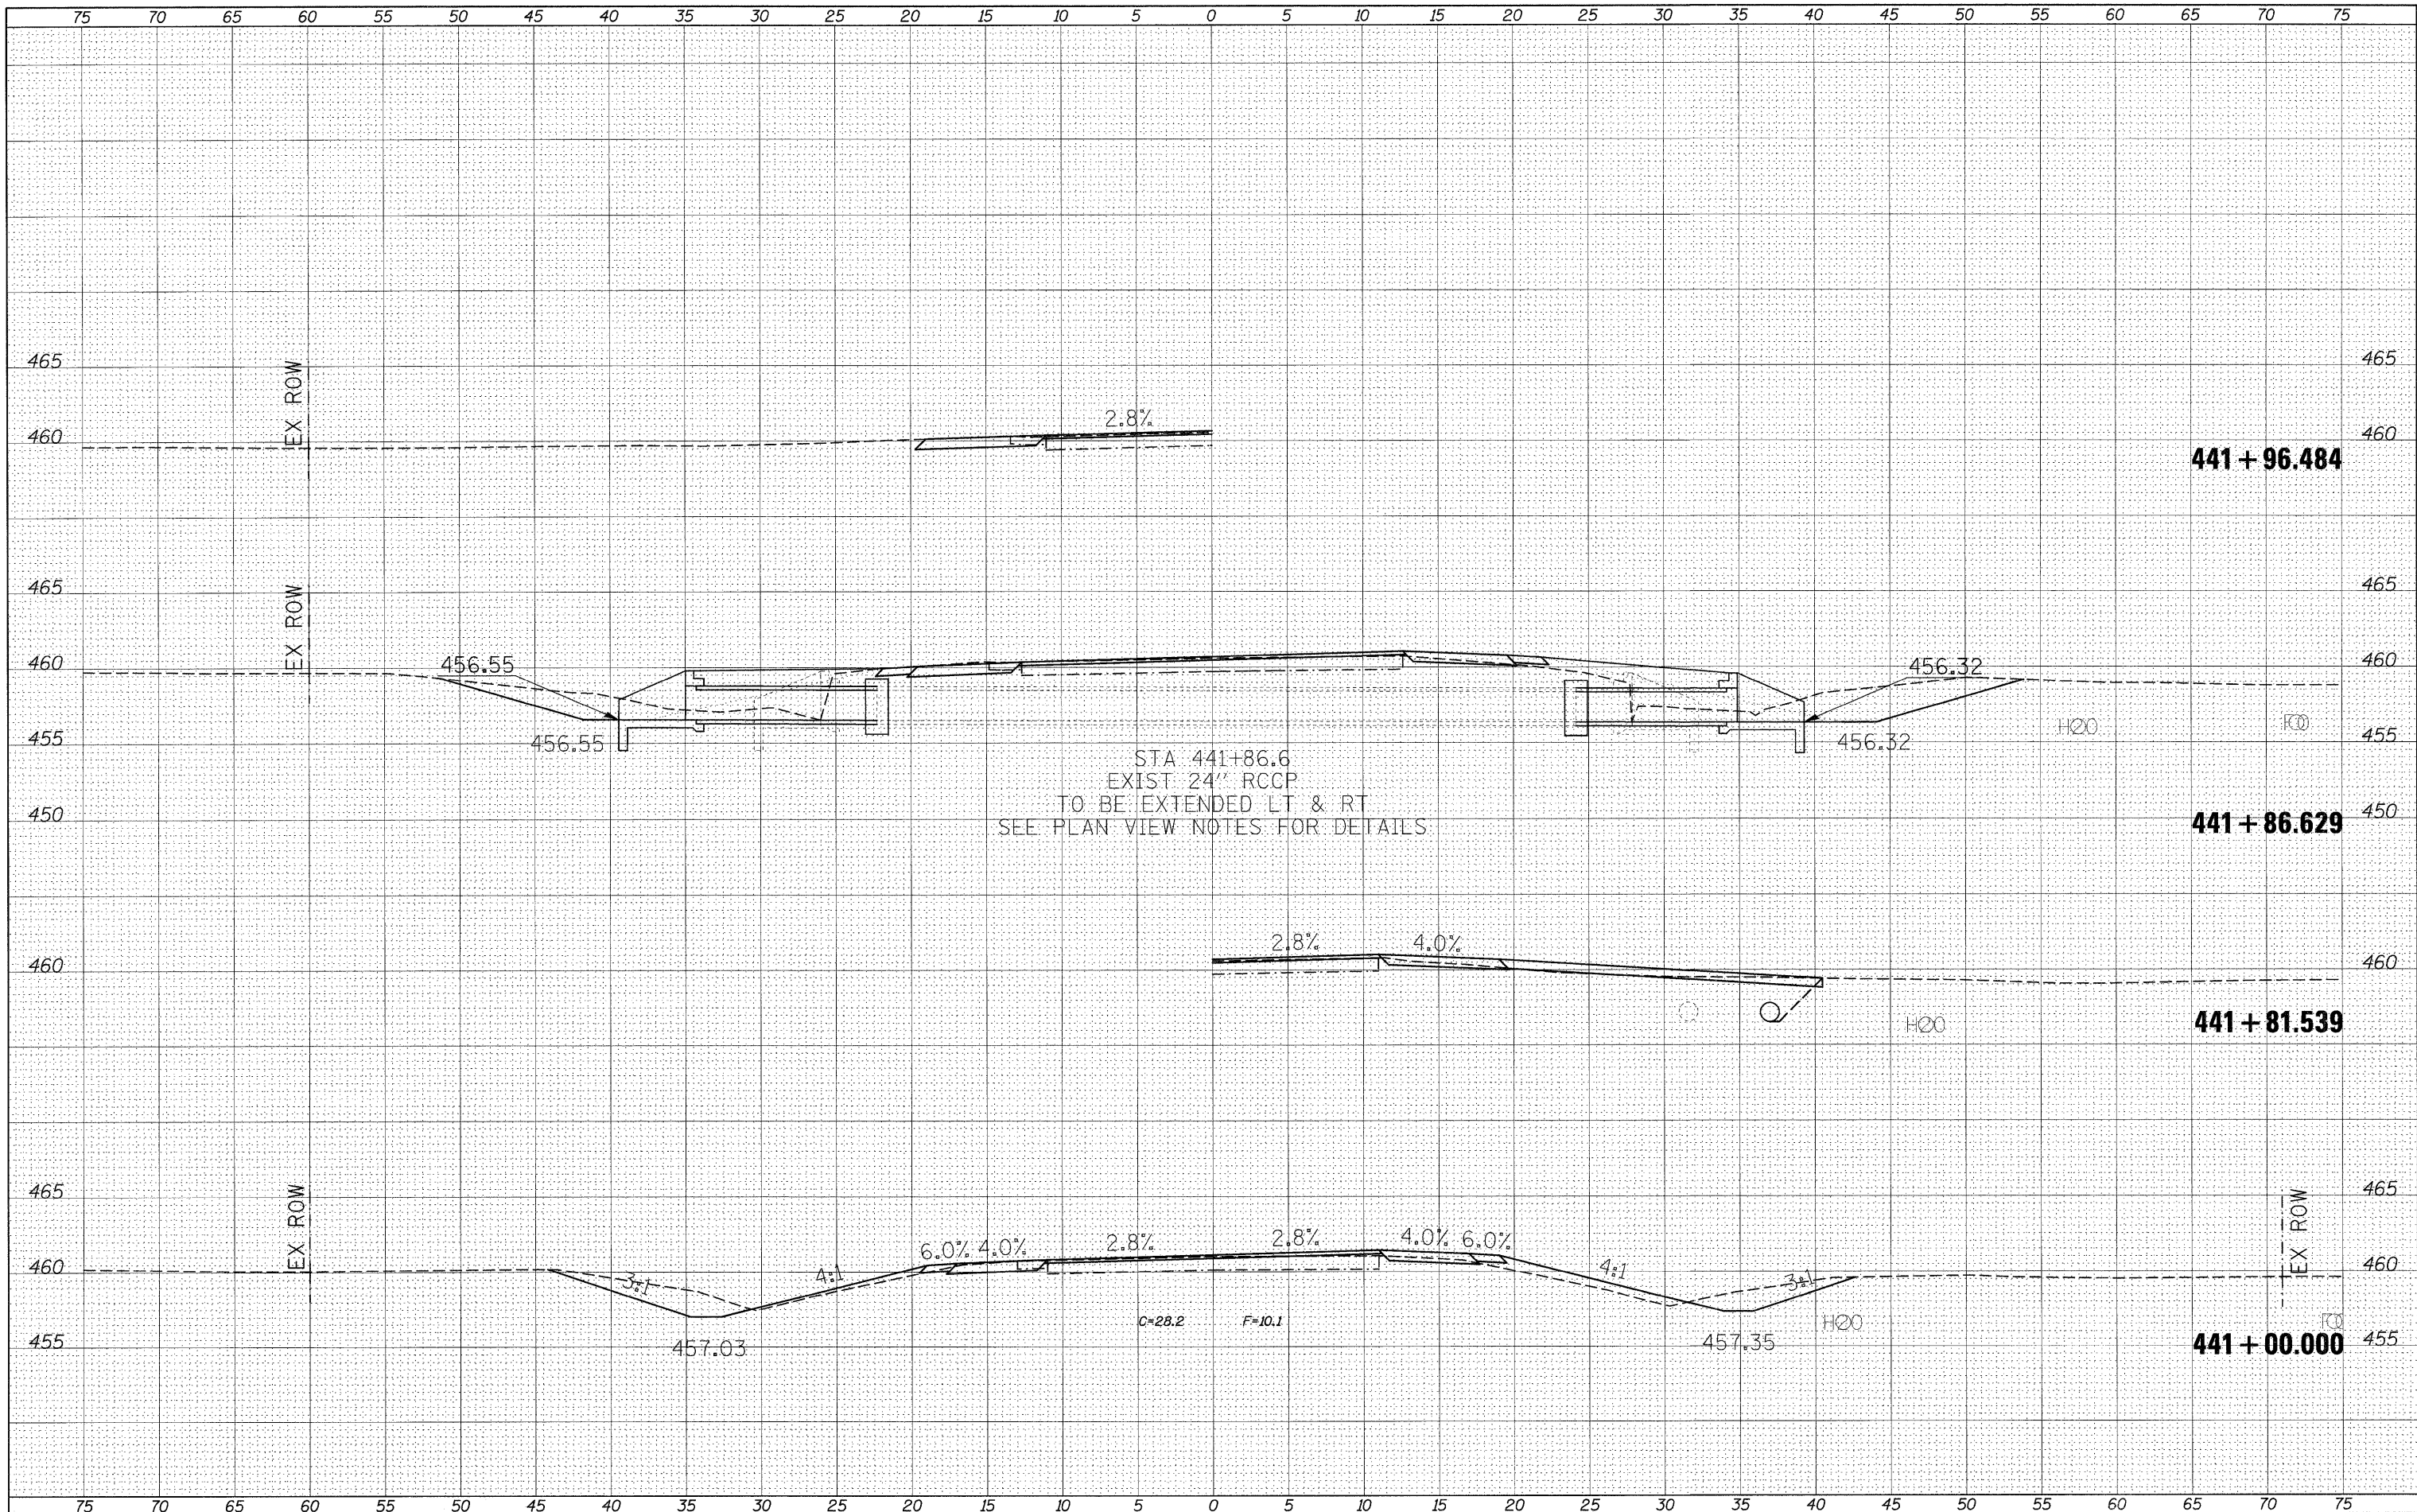 75 70 65 60 55 50 45 40 35 30 25 20 15 10 5 0 5 10 15 20 25 30 35 40 45 50 55 60 65 70 75
465 EX ROW 465
2.8%
460 460
441+96.484
465 EX ROW 465
460 456.55 456.32 460
455 456.55 456.32 455
STA 441+86.6
EXIST 24" RCCP
TO BE EXTENDED LT & RT
SEE PLAN VIEW NOTES FOR DETAILS
450 441+86.629 450
2.8% 4.0%
460 460
441+81.539
465 EX ROW EX ROW 465
6.0% 4.0% 2.8% 2.8% 4.0% 6.0%
460 3:1 4:1 4:1 3:1 460
C=28.2 F=10.1
455 457.03 457.35 441+00.000 455
75 70 65 60 55 50 45 40 35 30 25 20 15 10 5 0 5 10 15 20 25 30 35 40 45 50 55 60 65 70 75